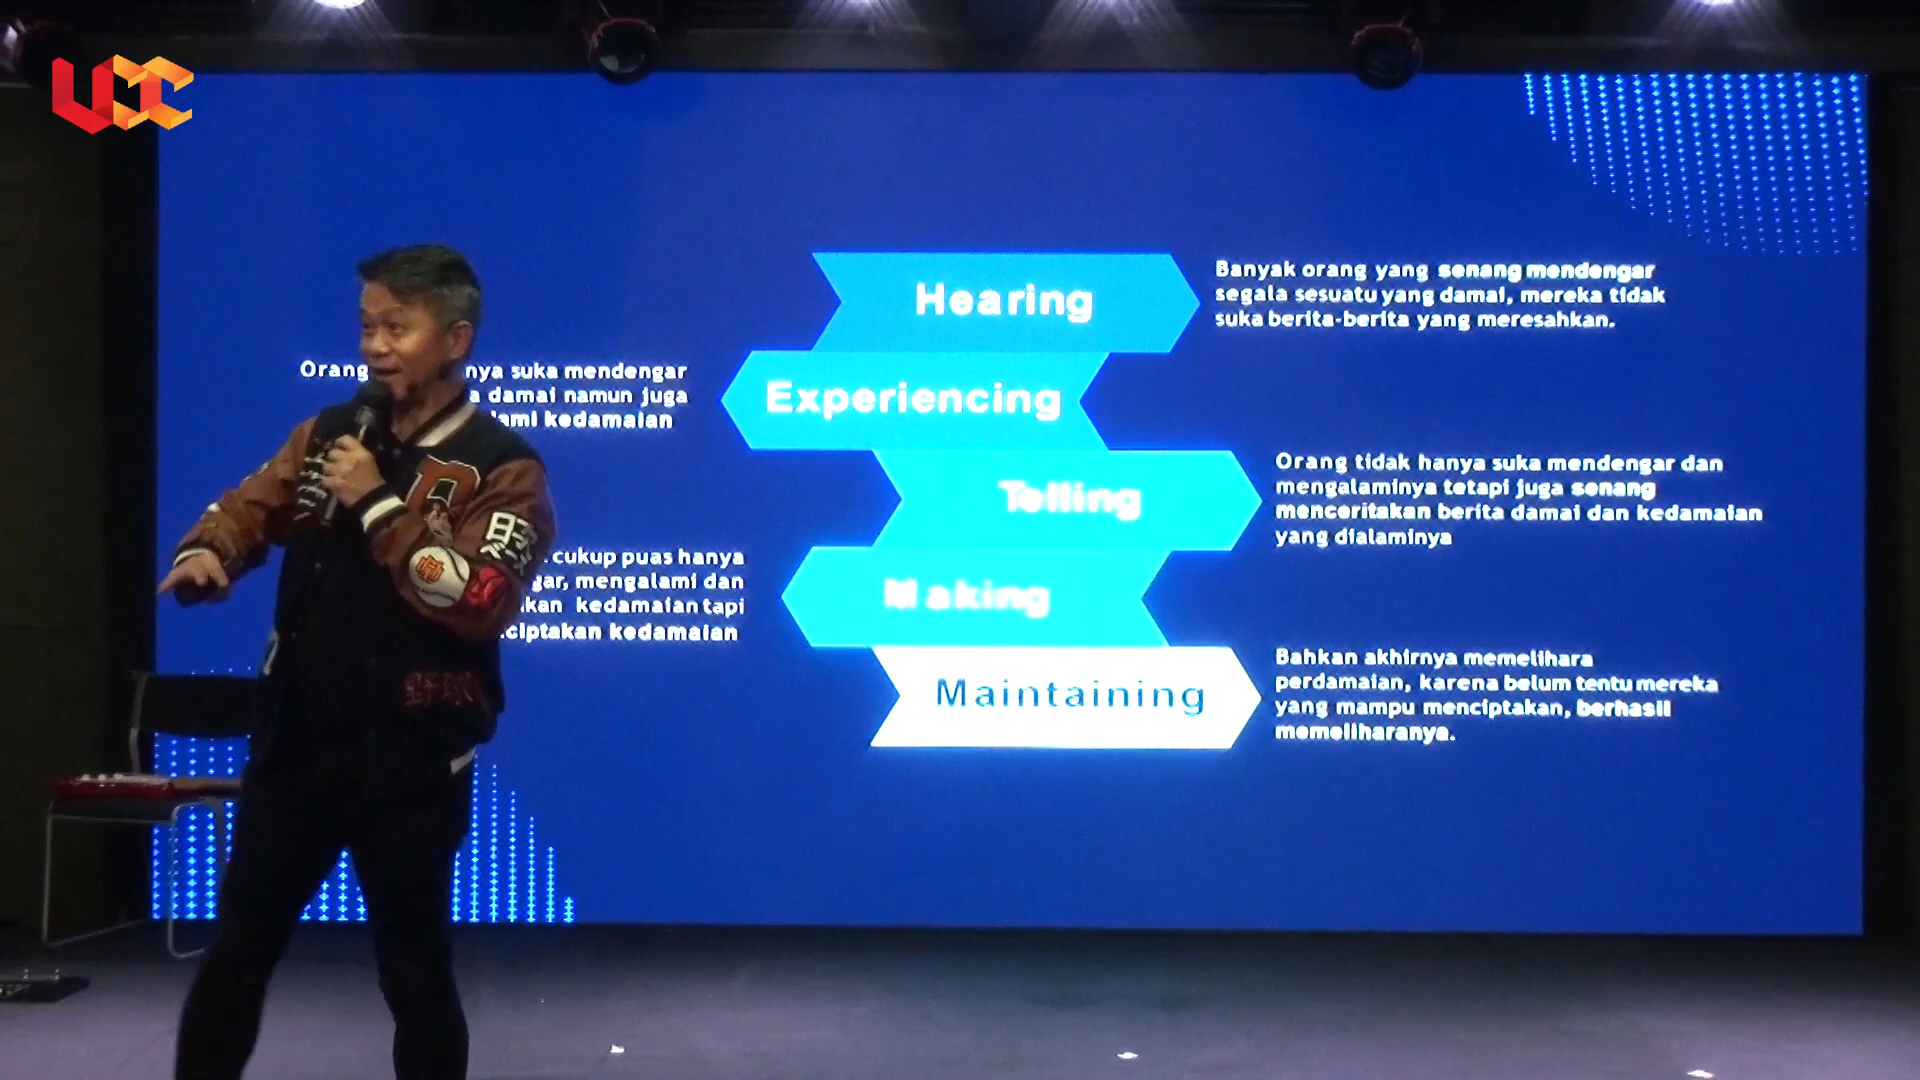 UCC
Hearing
Banyak orang yang senang mendengar
segala sesuatu yang damai, mereka tidak
suka berita-berita yang meresahkan.
Experiencing
suka mendengar
damai namun juga
kedamaian
Telling
Orang tidak hanya suka mendengar dan
mengalaminya tetapi juga senang
menceritakan berita damai dan kedamaian
yang dialaminya
Making
cukup puas hanya
mengalami dan
kedamaian tapi
kedamaian
Maintaining
Bahkan akhirnya memelihara
perdamaian, karena belum tentu mereka
yang mampu menciptakan, berhasil
memeliharanya.